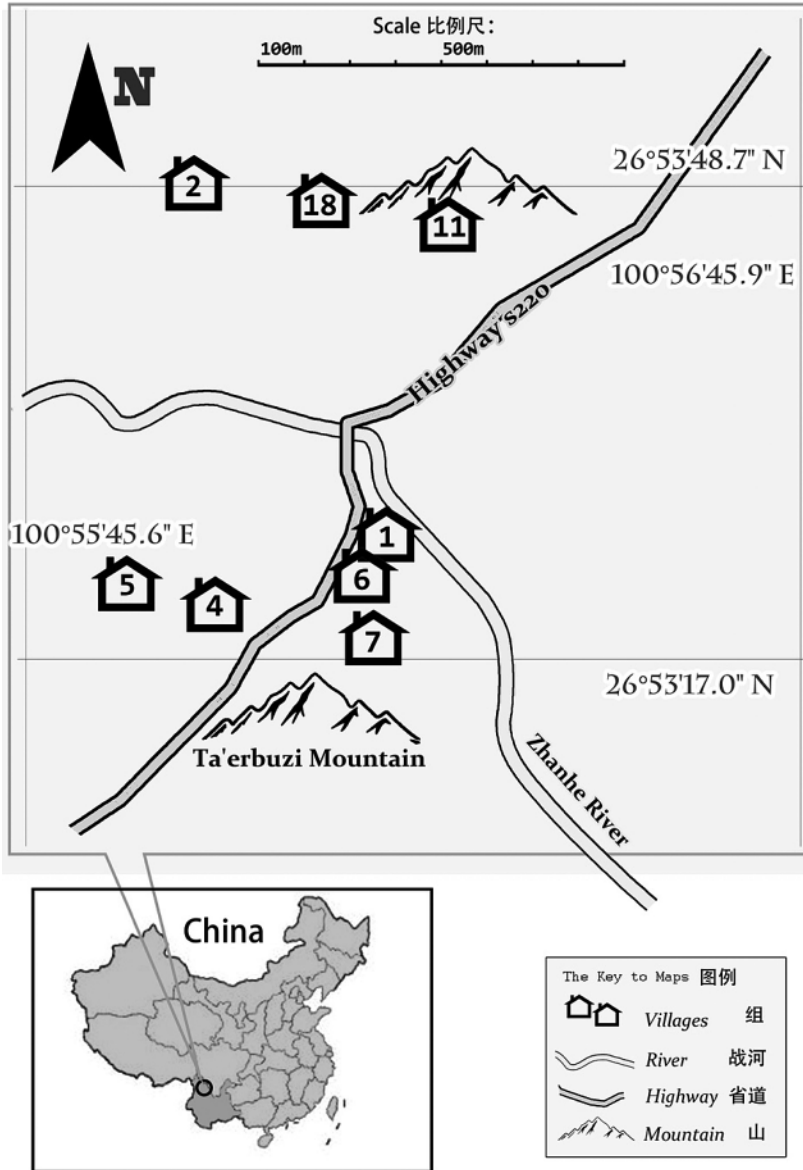 Scale 比例尺:
100m 500m
N
26°53'48.7" N
2
18
11
100°56'45.9" E
Highway S220
100°55'45.6" E
1
5
6
4
7
26°53'17.0" N
Ta'erbuzi Mountain
Zhanhe River
China
The Key to Maps 图例
Villages 组
River 战河
Highway 省道
Mountain 山